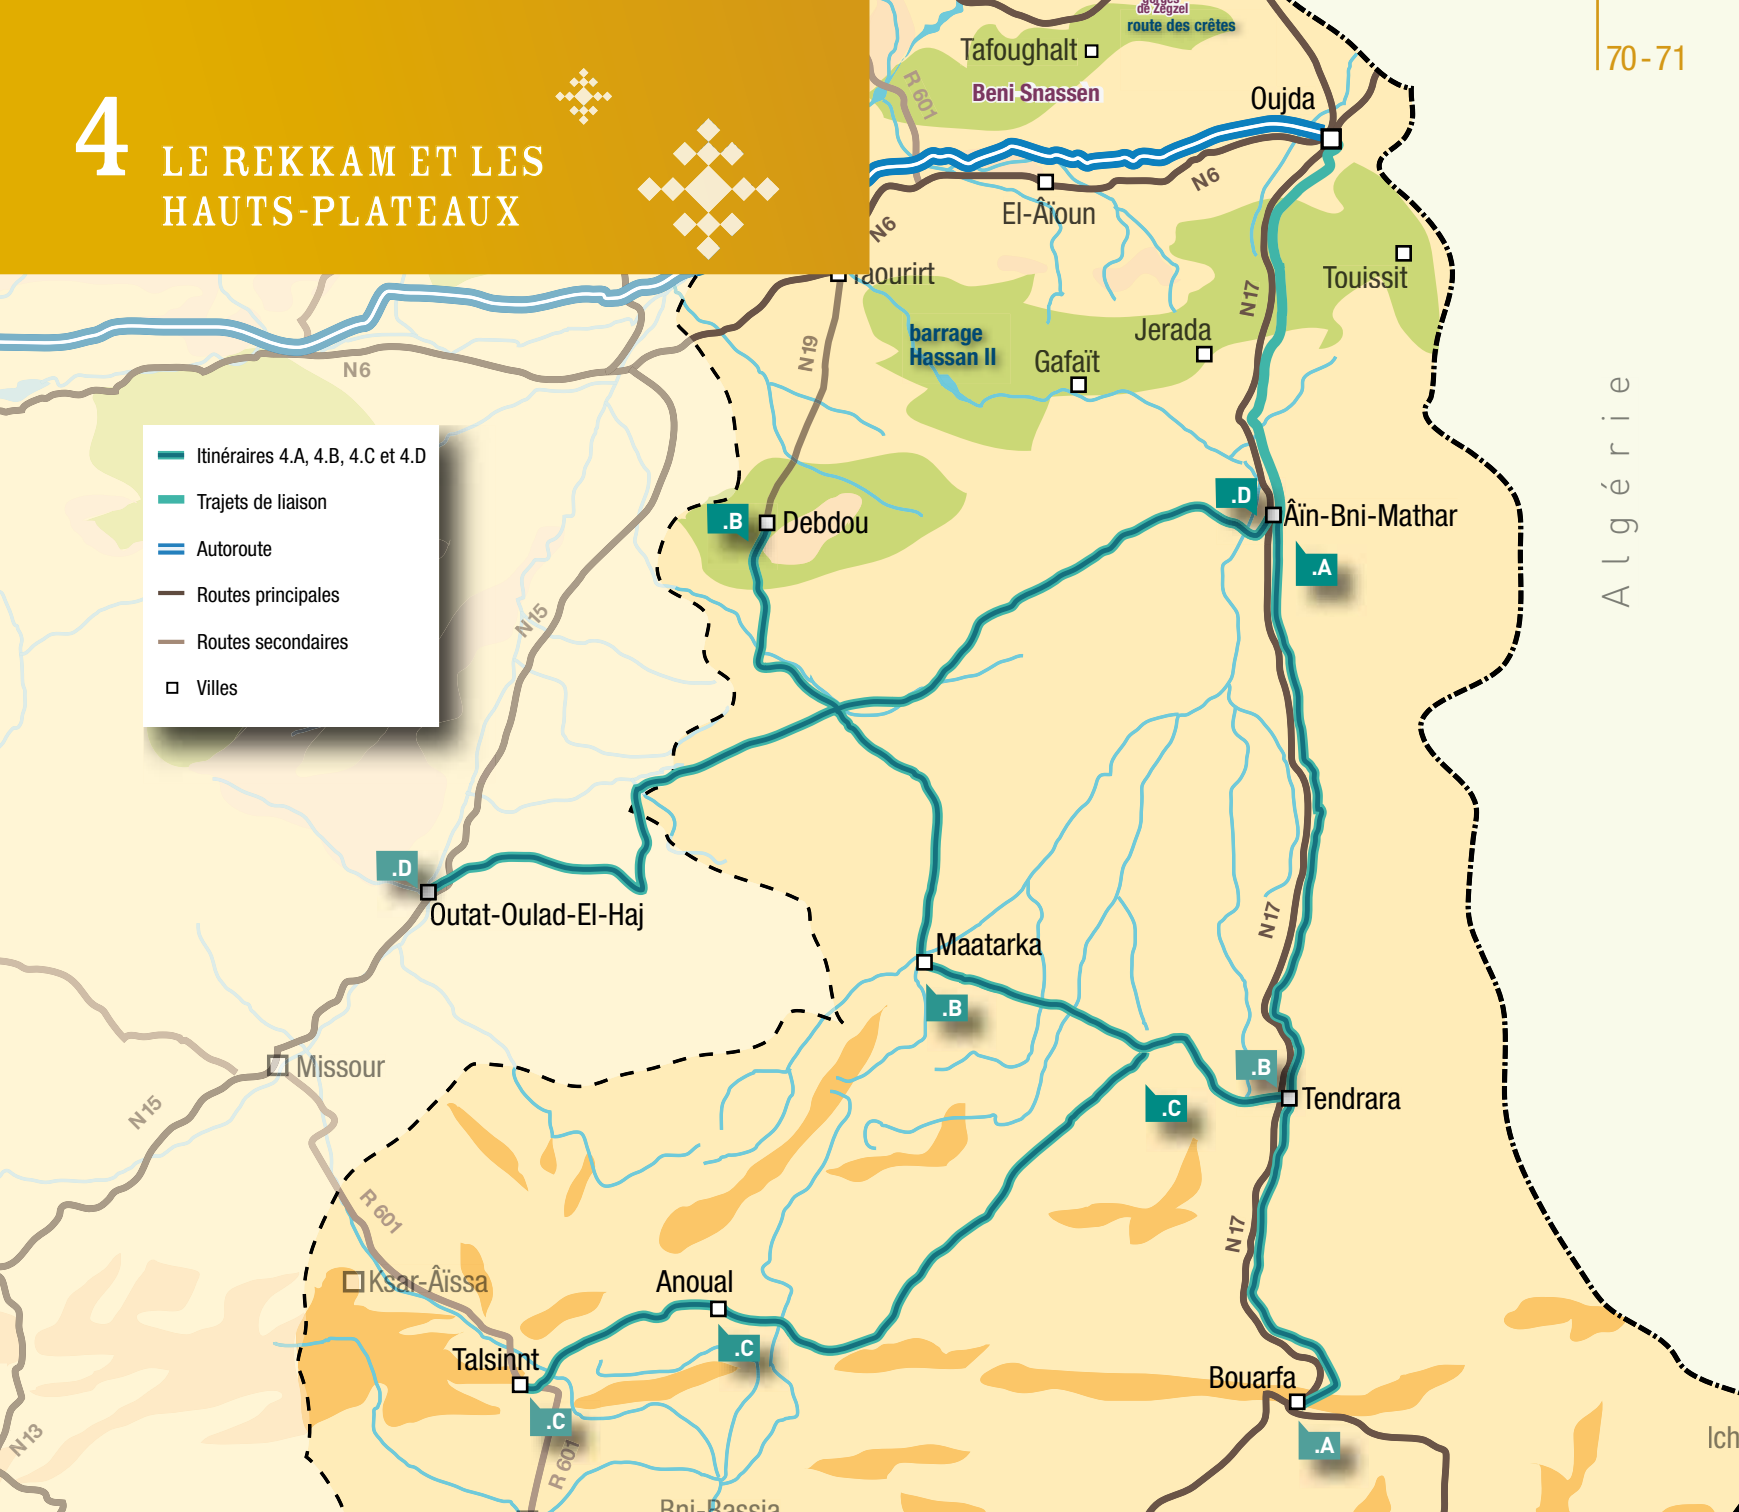 4
LE REKKAM ET LES
HAUTS-PLATEAUX
70-71
de Zegzel
route des crêtes
Tafoughalt
Beni Snassen
R 601
Oujda
N6
El-Âïoun
N6
Touissit
N17
barrage
Hassan II
Jerada
Gafaït
N19
N6
Algérie
Itinéraires 4.A, 4.B, 4.C et 4.D
Trajets de liaison
Autoroute
Routes principales
Routes secondaires
Villes
.B
Debdou
.D
Âïn-Bni-Mathar
.A
N15
.D
Outat-Oulad-El-Haj
N17
Maatarka
.B
Missour
N15
.B
Tendrara
.C
R 601
N17
Ksar-Âïssa
Anoual
.C
Talsinnt
Bouarfa
.C
.A
N13
R 601
Ich